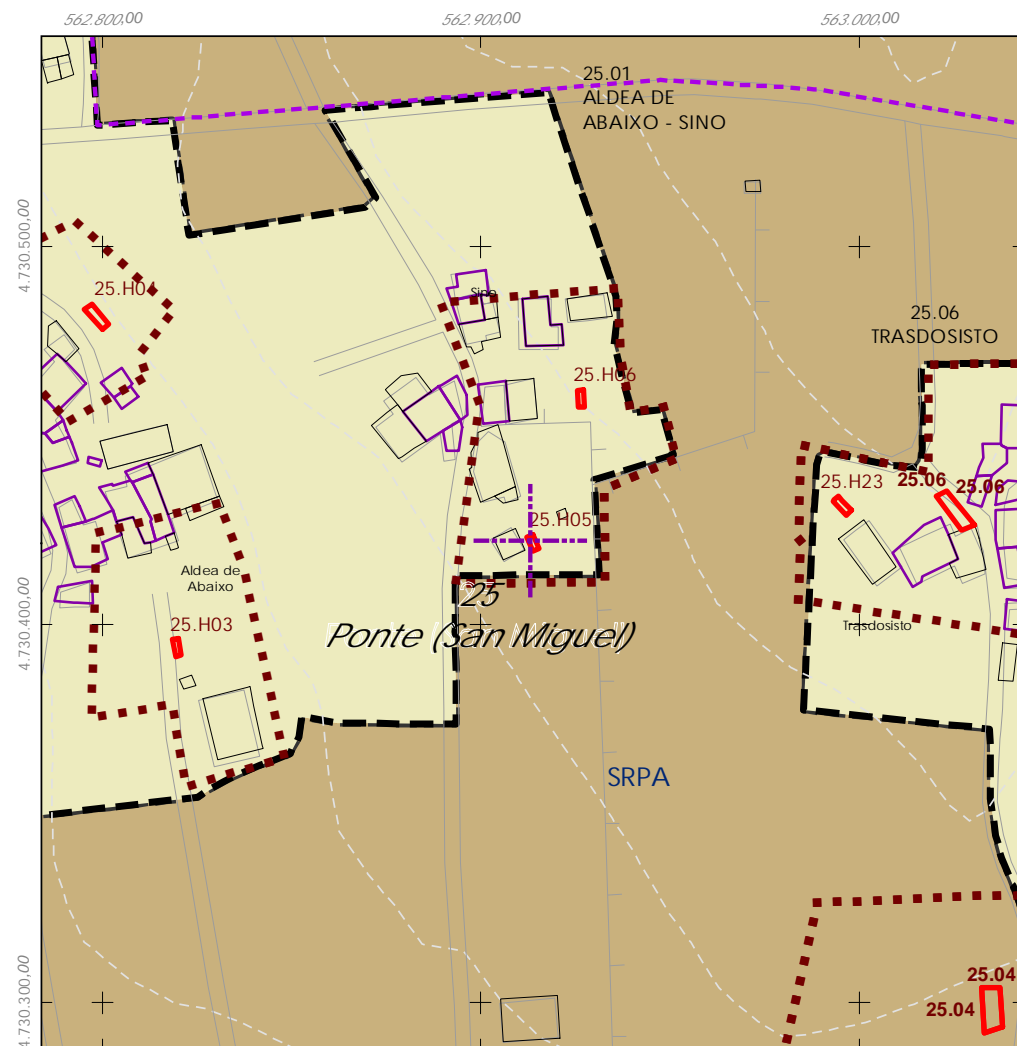 562.800,00
562.900,00
563.000,00
25.01
ALDEA DE
ABAIXO - SINO
4.730.500,00
25.H04
Sino
25.06
TRASDOSISTO
25.H06
25.H23
25.06
25.06
25.H05
Aldea de
Abaixo
25
4.730.400,00
25.H03
Ponte (San Miguel)
Trasdosisto
SRPA
25.04
25.04
4.730.300,00